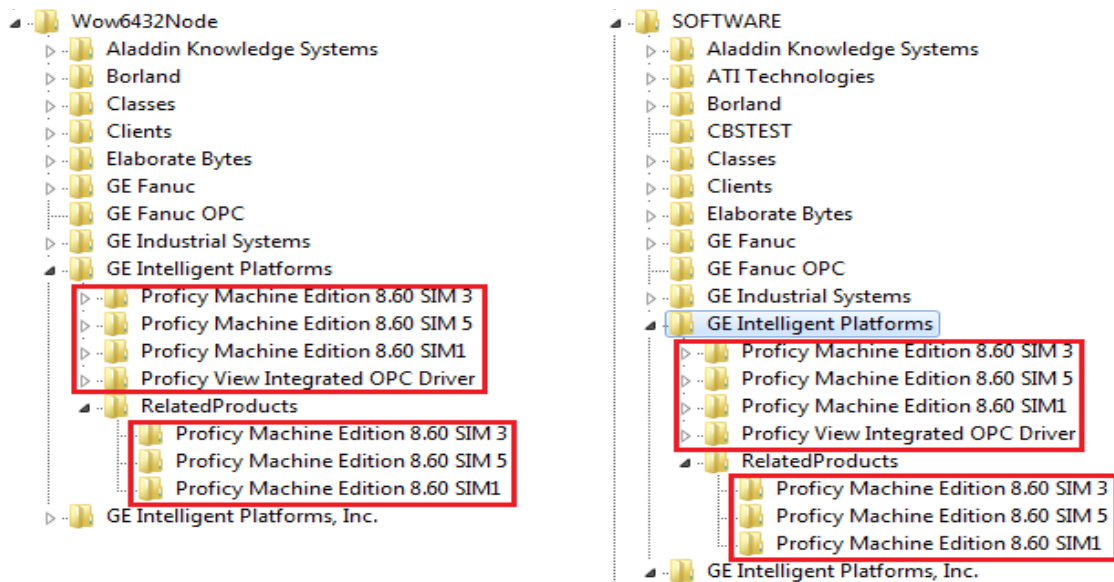 Wow6432Node
Aladdin Knowledge Systems
Borland
Classes
Clients
Elaborate Bytes
GE Fanuc
GE Fanuc OPC
GE Industrial Systems
GE Intelligent Platforms
Proficy Machine Edition 8.60 SIM 3
Proficy Machine Edition 8.60 SIM 5
Proficy Machine Edition 8.60 SIM1
Proficy View Integrated OPC Driver
RelatedProducts
Proficy Machine Edition 8.60 SIM 3
Proficy Machine Edition 8.60 SIM 5
Proficy Machine Edition 8.60 SIM1
GE Intelligent Platforms, Inc.
SOFTWARE
Aladdin Knowledge Systems
ATI Technologies
Borland
CBSTEST
Classes
Clients
Elaborate Bytes
GE Fanuc
GE Fanuc OPC
GE Industrial Systems
GE Intelligent Platforms
Proficy Machine Edition 8.60 SIM 3
Proficy Machine Edition 8.60 SIM 5
Proficy Machine Edition 8.60 SIM1
Proficy View Integrated OPC Driver
RelatedProducts
Proficy Machine Edition 8.60 SIM 3
Proficy Machine Edition 8.60 SIM 5
Proficy Machine Edition 8.60 SIM1
GE Intelligent Platforms, Inc.